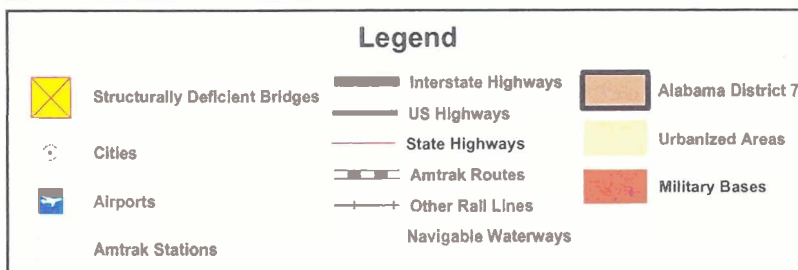 Legend
Structurally Deficient Bridges
Cities
Airports
Amtrak Stations
Interstate Highways
US Highways
State Highways
Amtrak Routes
Other Rail Lines
Navigable Waterways
Alabama District 7
Urbanized Areas
Military Bases